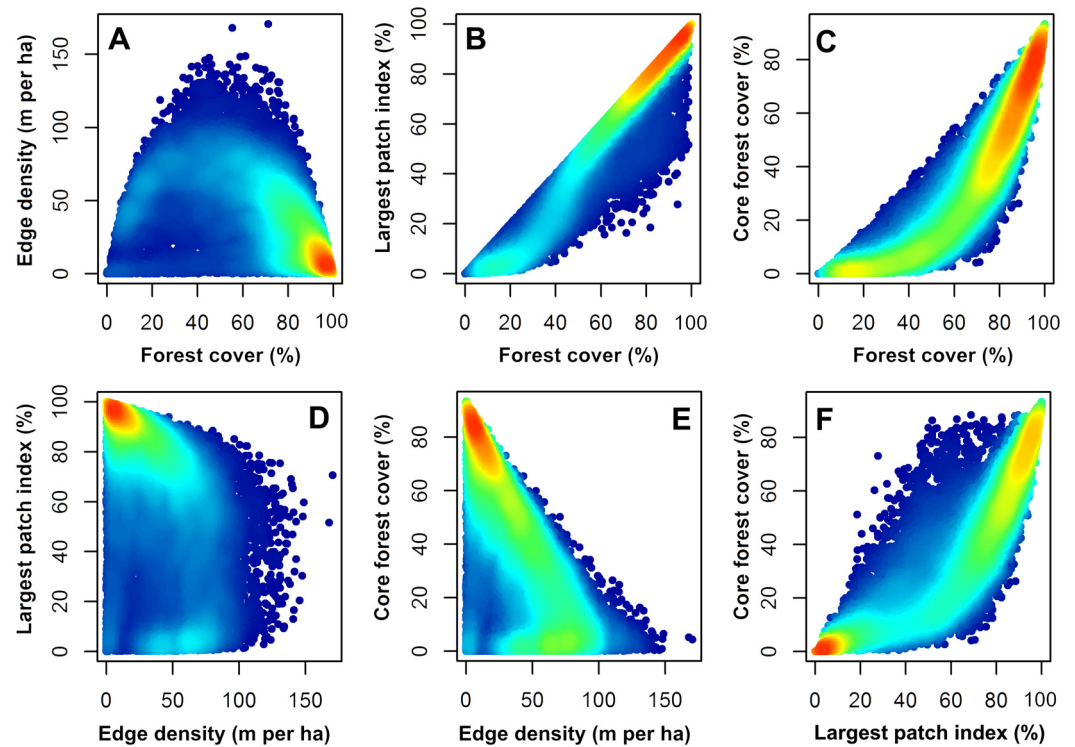 A
Edge density (m per ha)
0 50 100 150
0 20 40 60 80 100
Forest cover (%)
B
Largest patch index (%)
0 20 40 60 80 100
0 20 40 60 80 100
Forest cover (%)
C
Core forest cover (%)
0 20 40 60 80
0 20 40 60 80 100
Forest cover (%)
D
Largest patch index (%)
0 20 40 60 80 100
0 50 100 150
Edge density (m per ha)
E
Core forest cover (%)
0 20 40 60 80
0 50 100 150
Edge density (m per ha)
F
Core forest cover (%)
0 20 40 60 80
0 20 40 60 80 100
Largest patch index (%)